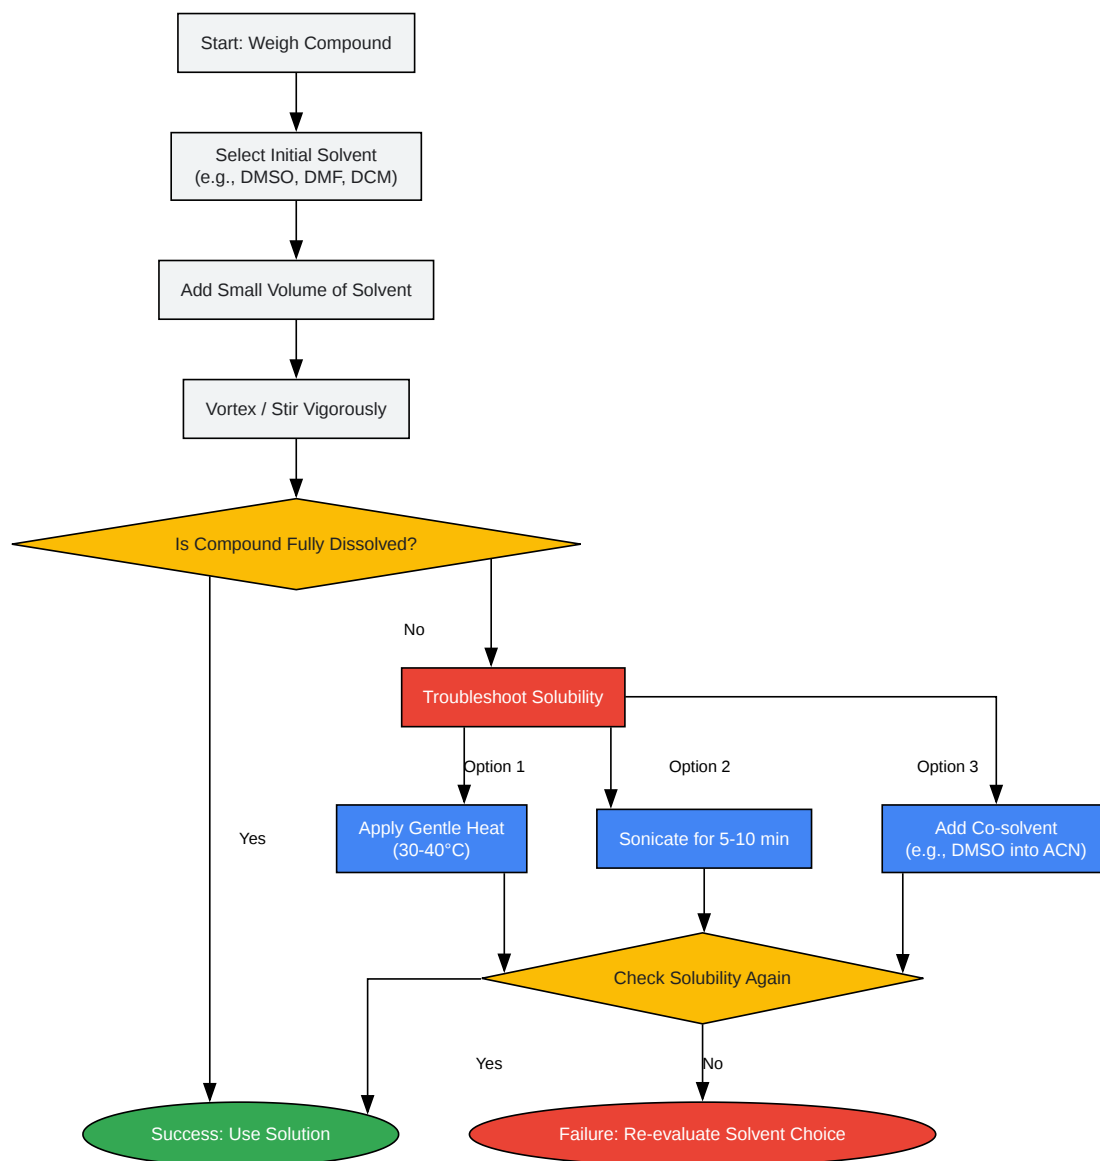 Start: Weigh Compound
Select Initial Solvent
(e.g., DMSO, DMF, DCM)
Add Small Volume of Solvent
Vortex / Stir Vigorously
Is Compound Fully Dissolved?
No
Troubleshoot Solubility
Option 1
Option 2
Option 3
Yes
Apply Gentle Heat
(30-40°C)
Sonicate for 5-10 min
Add Co-solvent
(e.g., DMSO into ACN)
Check Solubility Again
Yes
No
Success: Use Solution
Failure: Re-evaluate Solvent Choice